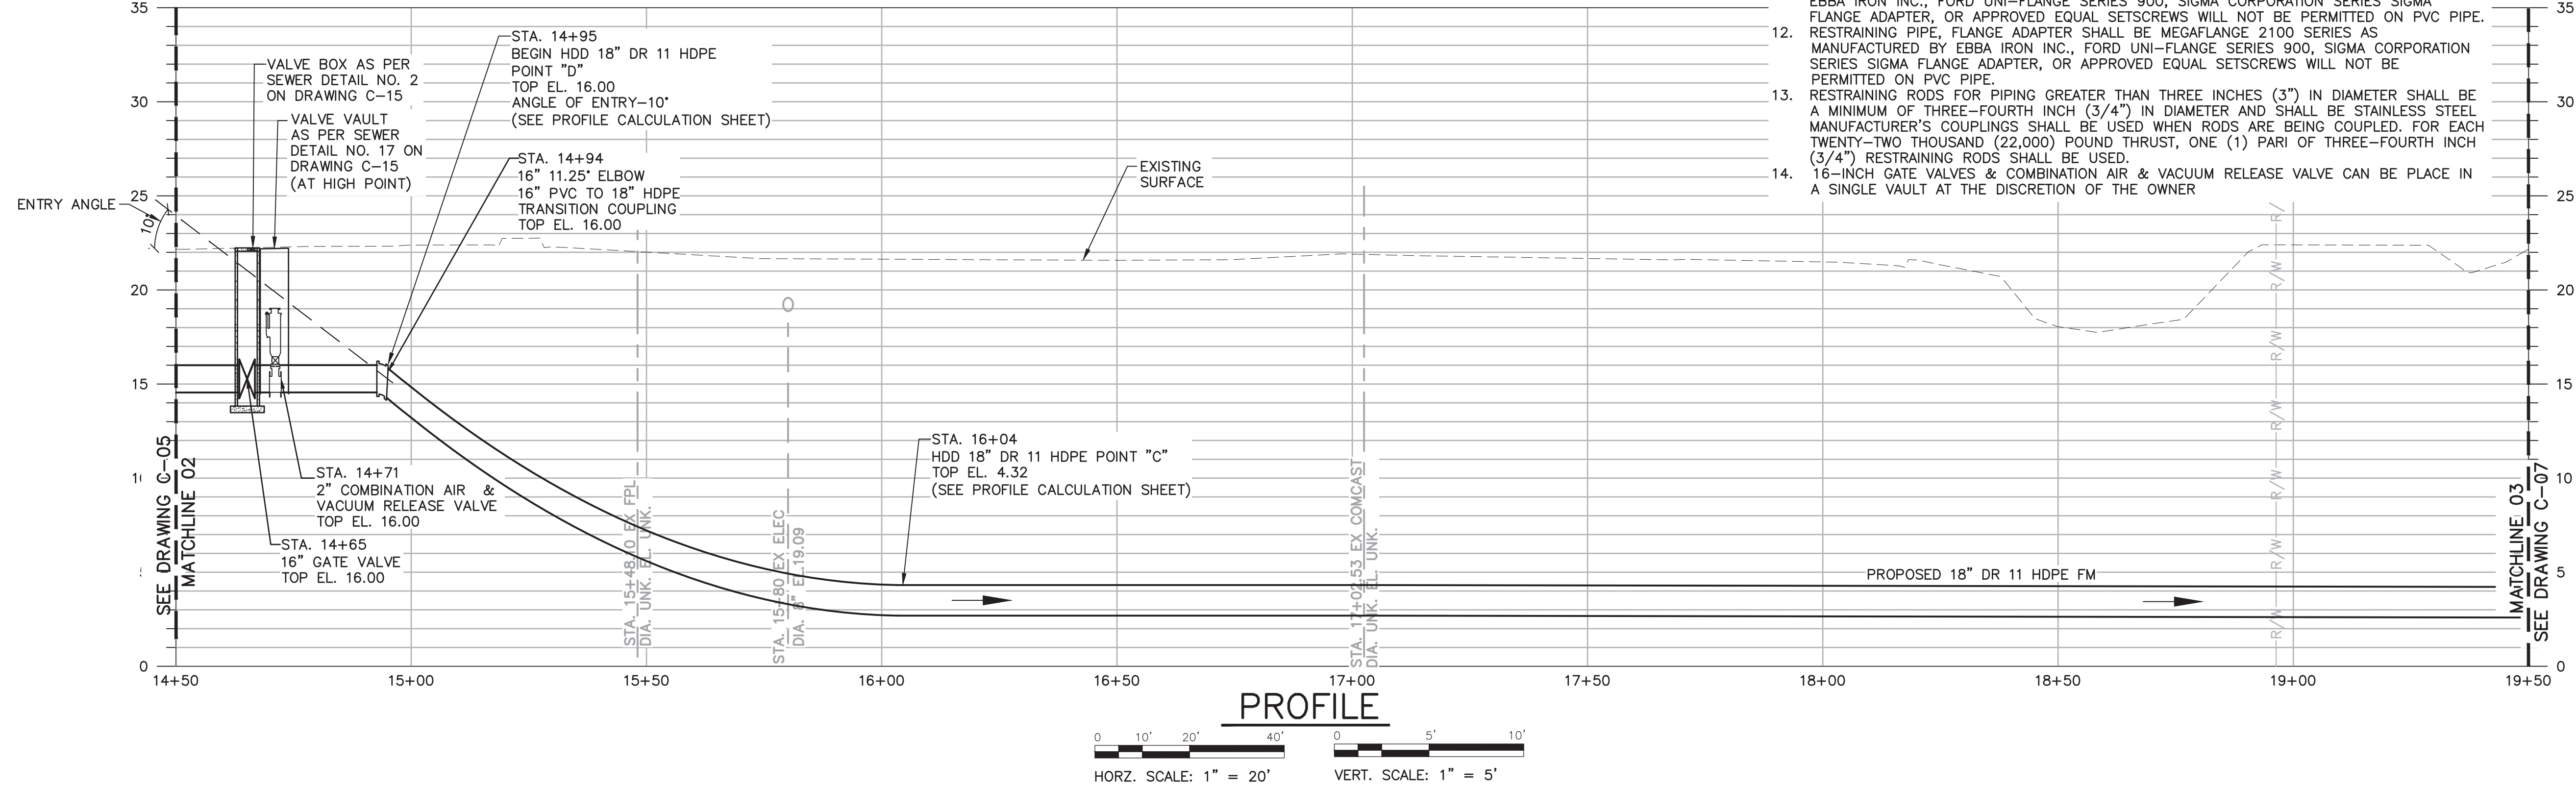 35
30
25
20
15
5
0
ENTRY ANGLE
10°
VALVE BOX AS PER
SEWER DETAIL NO. 2
ON DRAWING C-15
VALVE VAULT
AS PER SEWER
DETAIL NO. 17 ON
DRAWING C-15
(AT HIGH POINT)
STA. 14+95
BEGIN HDD 18" DR 11 HDPE
POINT "D"
TOP EL. 16.00
ANGLE OF ENTRY-10°
(SEE PROFILE CALCULATION SHEET)
STA. 14+94
16" 11.25° ELBOW
16" PVC TO 18" HDPE
TRANSITION COUPLING
TOP EL. 16.00
EXISTING
SURFACE
EBBA IRON INC., FORD UNI-FLANGE SERIES 900, SIGMA CORPORATION SERIES SIGMA
FLANGE ADAPTER, OR APPROVED EQUAL SETSCREWS WILL NOT BE PERMITTED ON PVC PIPE.
12. RESTRAINING PIPE, FLANGE ADAPTER SHALL BE MEGAFLANGE 2100 SERIES AS
MANUFACTURED BY EBBA IRON INC., FORD UNI-FLANGE SERIES 900, SIGMA CORPORATION
SERIES SIGMA FLANGE ADAPTER, OR APPROVED EQUAL SETSCREWS WILL NOT BE
PERMITTED ON PVC PIPE.
13. RESTRAINING RODS FOR PIPING GREATER THAN THREE INCHES (3") IN DIAMETER SHALL BE
A MINIMUM OF THREE-FOURTH INCH (3/4") IN DIAMETER AND SHALL BE STAINLESS STEEL
MANUFACTURER'S COUPLINGS SHALL BE USED WHEN RODS ARE BEING COUPLED. FOR EACH
TWENTY-TWO THOUSAND (22,000) POUND THRUST, ONE (1) PARI OF THREE-FOURTH INCH
(3/4") RESTRAINING RODS SHALL BE USED.
14. 16-INCH GATE VALVES & COMBINATION AIR & VACUUM RELEASE VALVE CAN BE PLACE IN
A SINGLE VAULT AT THE DISCRETION OF THE OWNER
SEE DRAWING C-05
MATCHLINE 02
STA. 14+71
2" COMBINATION AIR &
VACUUM RELEASE VALVE
TOP EL. 16.00
STA. 14+65
16" GATE VALVE
TOP EL. 16.00
STA. 15+48.10 EX FPL
DIA. UNK. EL. UNK.
STA. 15+80 EX ELEC
DIA. 8" EL.19.09
STA. 16+04
HDD 18" DR 11 HDPE POINT "C"
TOP EL. 4.32
(SEE PROFILE CALCULATION SHEET)
STA. 17+02.53 EX COMCAST
DIA. UNK. EL. UNK.
PROPOSED 18" DR 11 HDPE FM
R/W
R/W
R/W
R/W
R/W
R/W
R/W
MATCHLINE 03
SEE DRAWING C-07
35
30
25
20
15
10
5
0
14+50 15+00 15+50 16+00 16+50 17+00 17+50 18+00 18+50 19+00 19+50
PROFILE
0 10' 20' 40'
HORZ. SCALE: 1" = 20'
0 5' 10'
VERT. SCALE: 1" = 5'